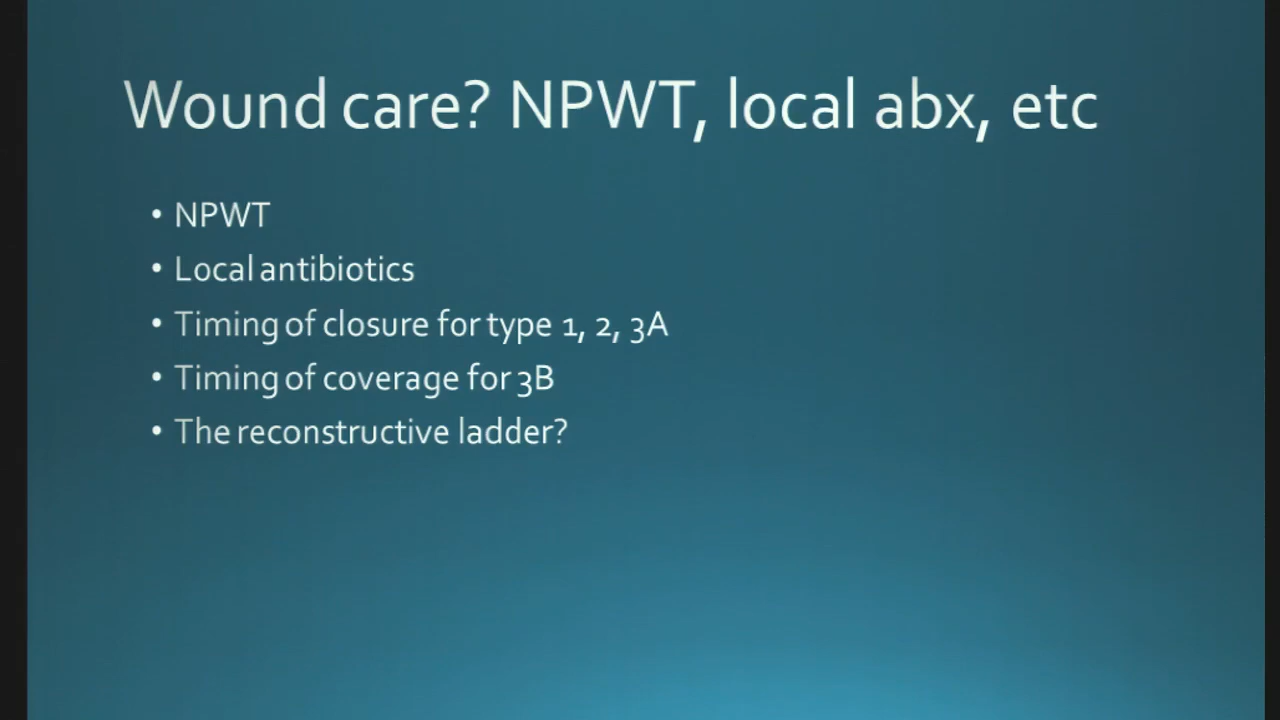 Wound care? NPWT, local abx, etc
• NPWT
• Local antibiotics
• Timing of closure for type 1, 2, 3A
• Timing of coverage for 3B
• The reconstructive ladder?